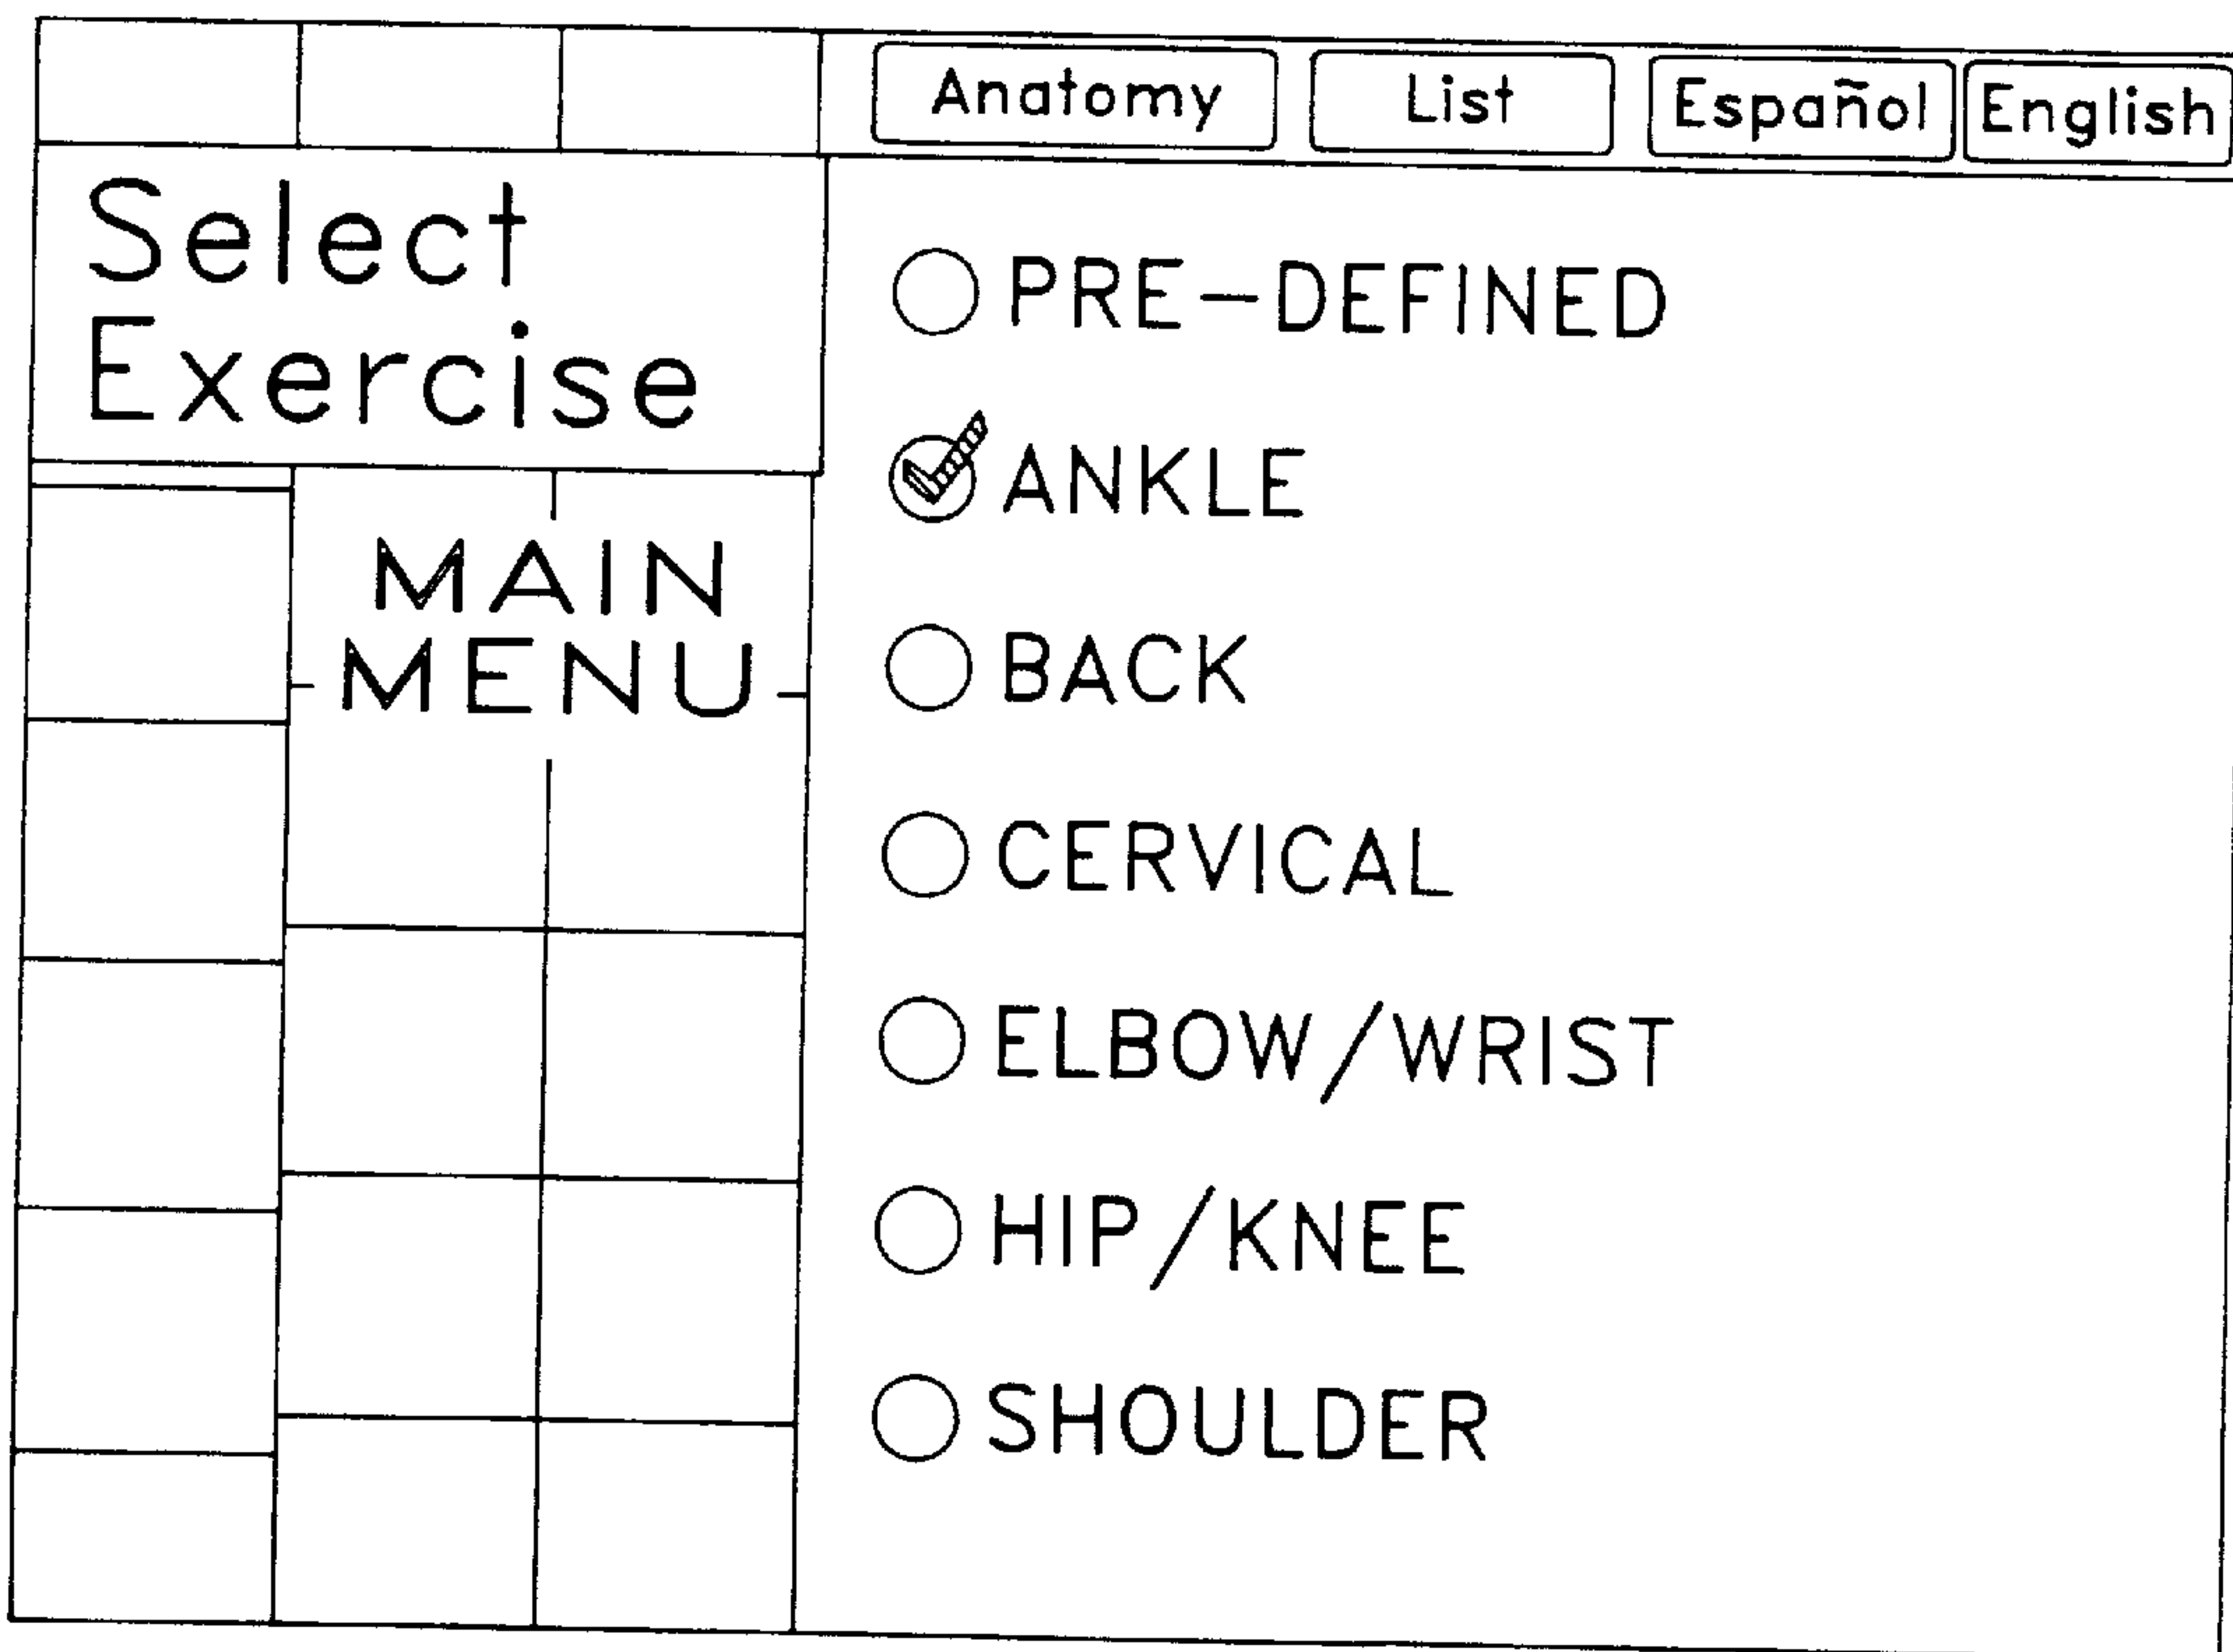 Anatomy List Español English
Select
Exercise
MAIN
MENU
PRE-DEFINED
ANKLE
BACK
CERVICAL
ELBOW/WRIST
HIP/KNEE
SHOULDER